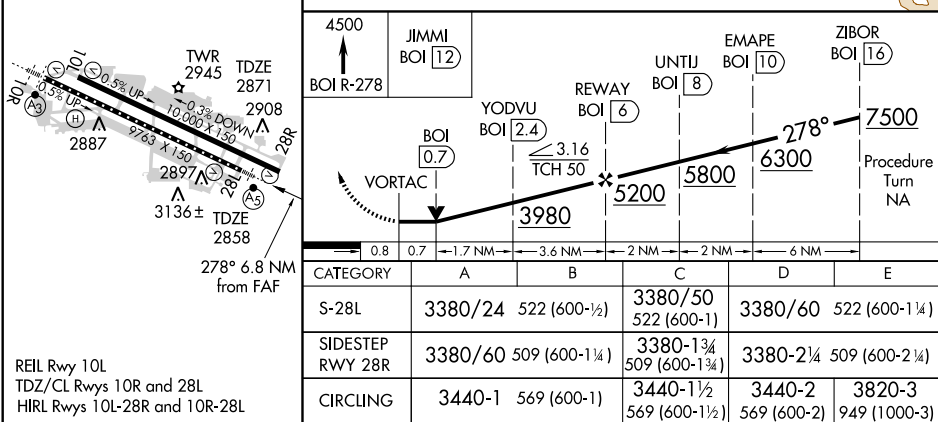 10L
10R
V
V
0.5% UP
0.5% UP
A3
H
2887
TWR
2945
TDZE
2871
2908
0.3% DOWN
10,000 X 150
9763 X 150
28R
28L
V
V
2897
3136±
A5
TDZE
2858
278° 6.8 NM
from FAF
REIL Rwy 10L
TDZ/CL Rwys 10R and 28L
HIRL Rwys 10L-28R and 10R-28L
4500
BOI R-278
JIMMI
BOI 12
VORTAC
BOI
0.7
YODVU
BOI 2.4
3.16
TCH 50
REWAY
BOI 6
UNTIJ
BOI 8
EMAPE
BOI 10
ZIBOR
BOI 16
278°
7500
6300
5800
5200
3980
Procedure
Turn
NA
0.8 0.7 1.7 NM 3.6 NM 2 NM 2 NM 6 NM
CATEGORY A B C D E
S-28L 3380/24 522 (600-½) 3380/50 522 (600-1) 3380/60 522 (600-1¼)
SIDESTEP RWY 28R 3380/60 509 (600-1¼) 3380-1¾ 509 (600-1¾) 3380-2¼ 509 (600-2¼)
CIRCLING 3440-1 569 (600-1) 3440-1½ 569 (600-1½) 3440-2 569 (600-2) 3820-3 949 (1000-3)